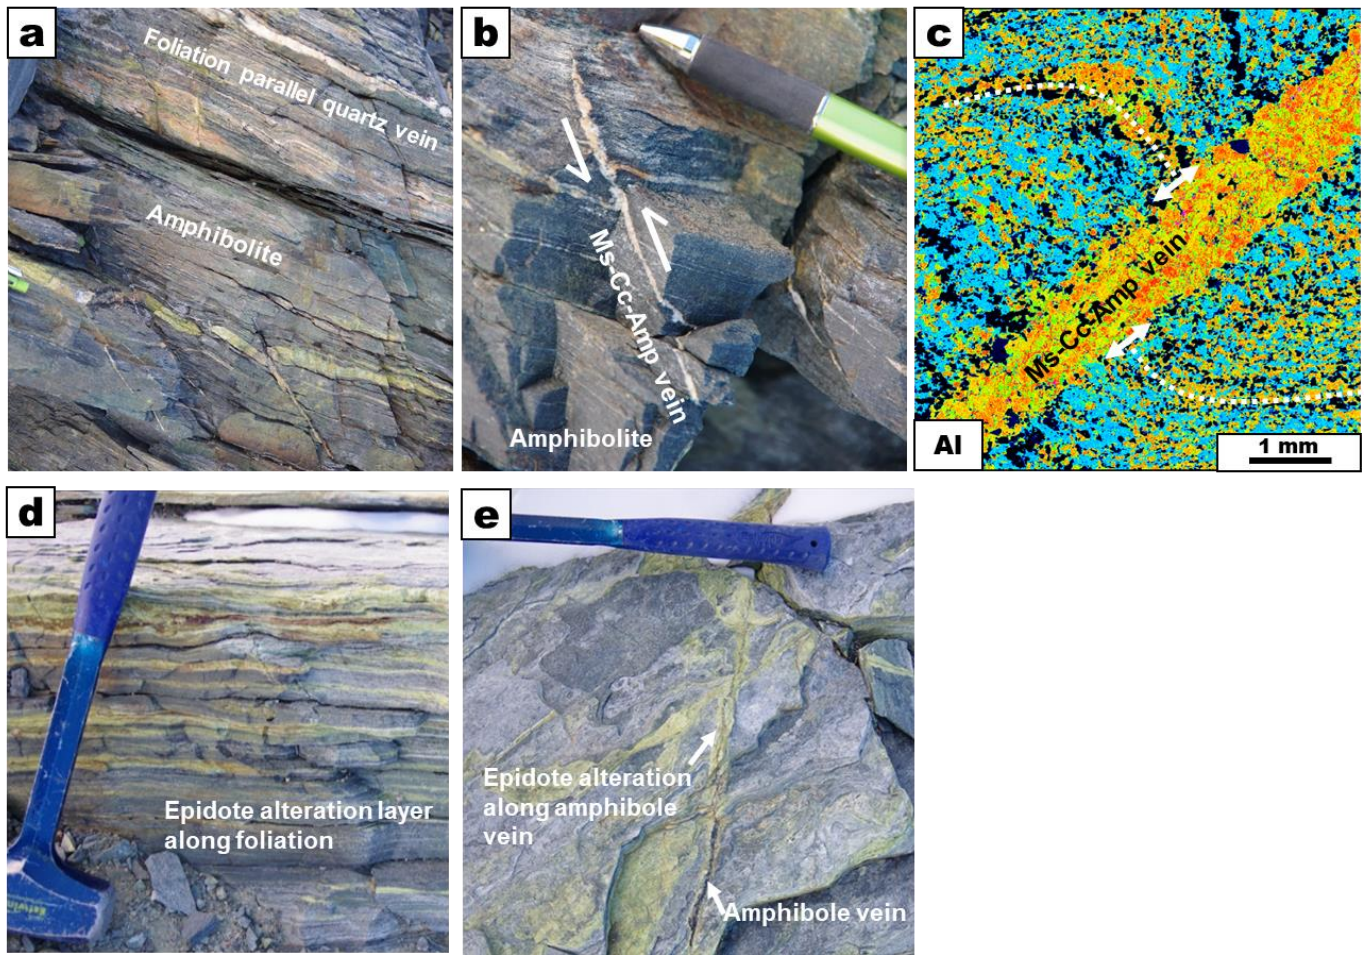 a
Foliation parallel quartz vein
Amphibolite
b
Ms-Cc-Amp vein
Amphibolite
c
Ms-Cc-Amp vein
Al
1 mm
d
Epidote alteration layer
along foliation
e
Epidote alteration
along amphibole
vein
Amphibole vein